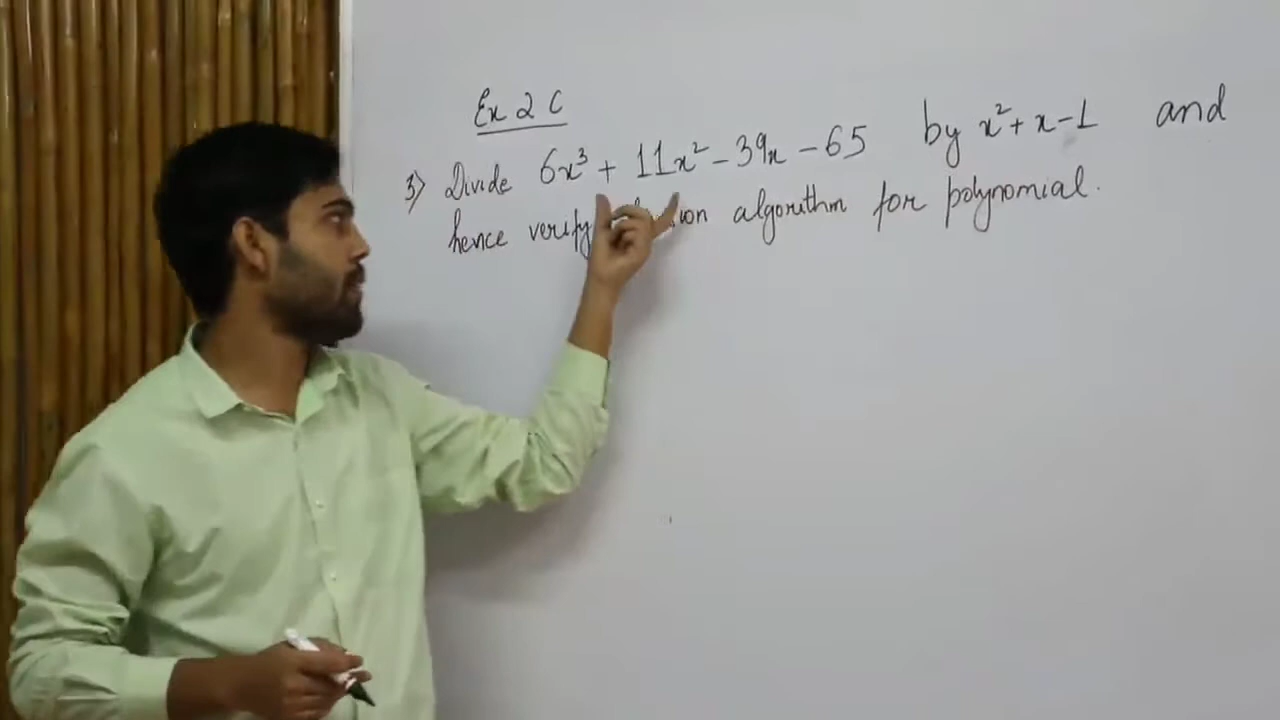 Ex 2 C
3) Divide 6x³ + 11x² - 39x - 65 by x² + x - 1 and
hence verify algorithm for polynomial.